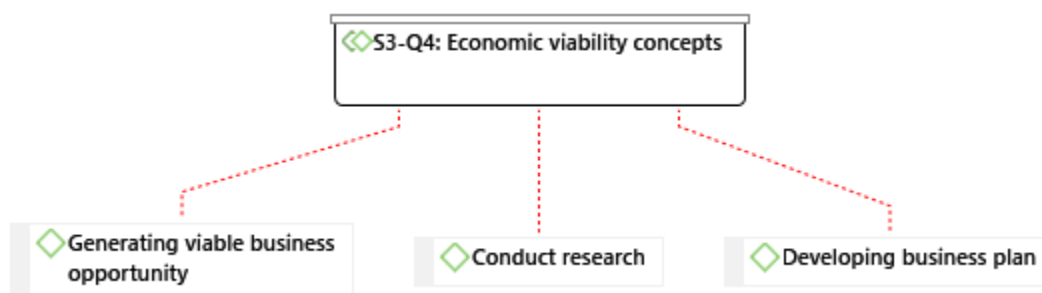 S3-Q4: Economic viability concepts
Generating viable business
opportunity
Conduct research
Developing business plan